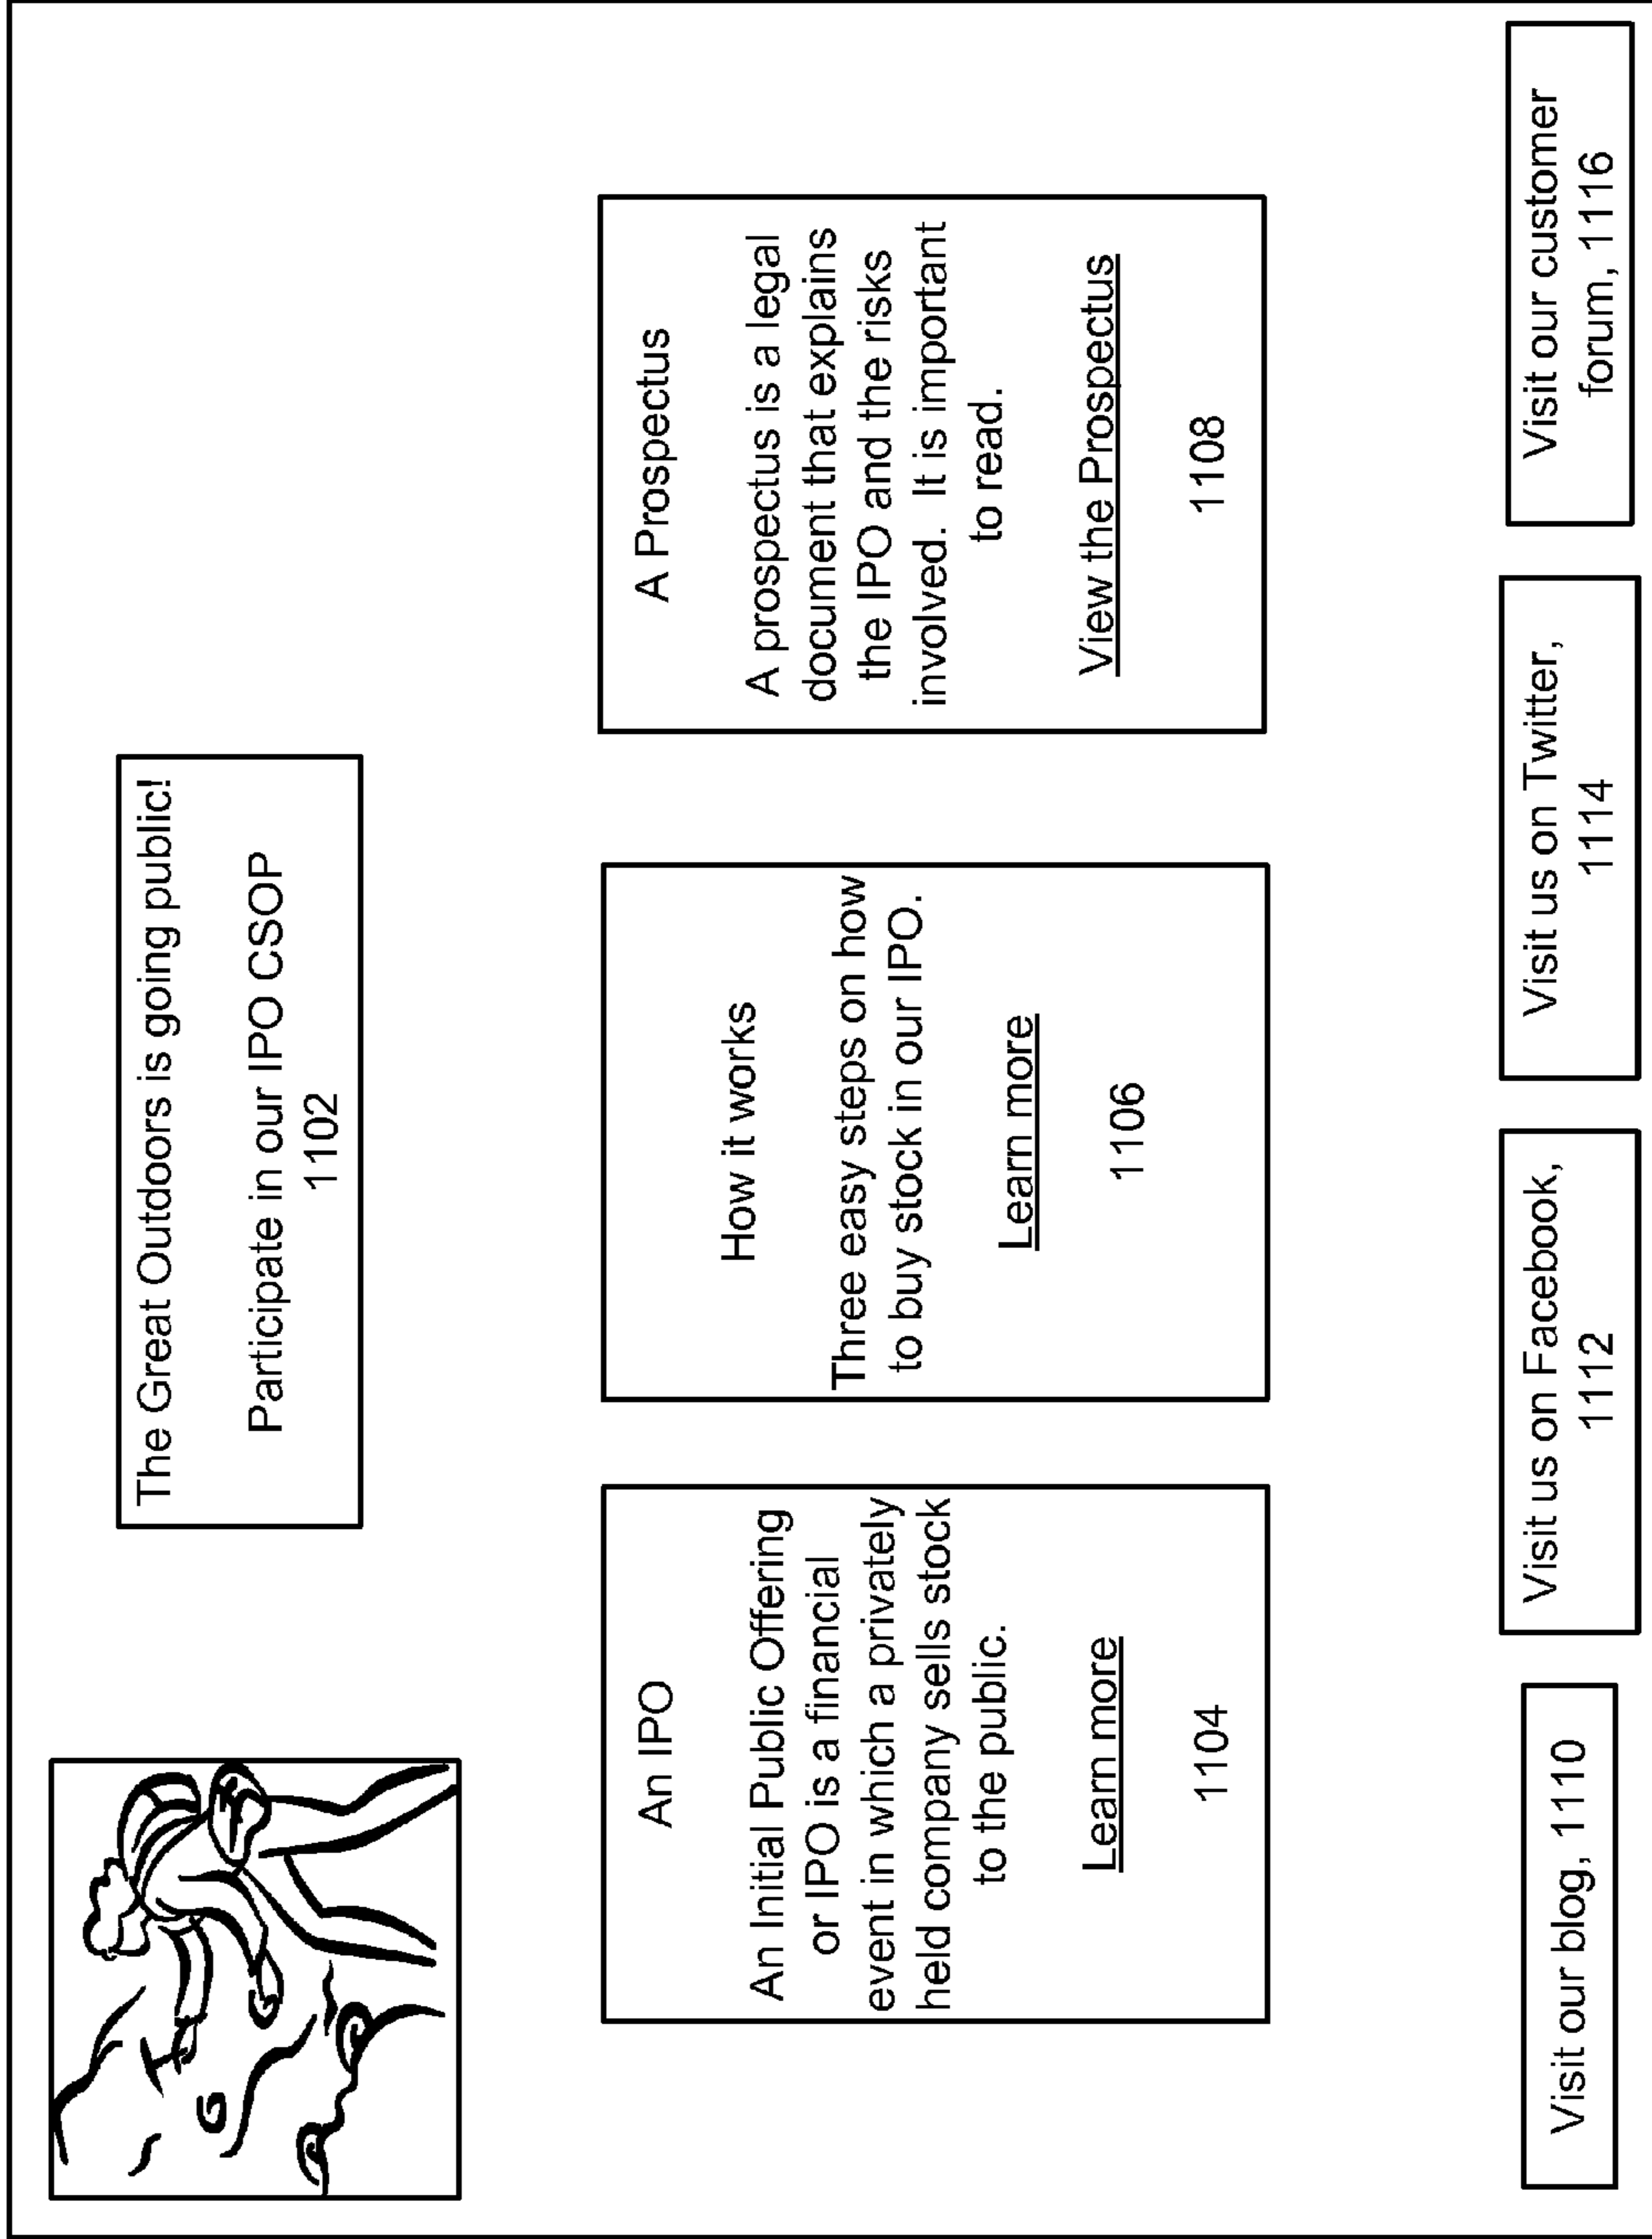 The Great Outdoors is going public!
Participate in our IPO CSOP
1102
An IPO
An Initial Public Offering
or IPO is a financial
event in which a privately
held company sells stock
to the public.
Learn more
1104
How it works
Three easy steps on how
to buy stock in our IPO.
Learn more
1106
A Prospectus
A prospectus is a legal
document that explains
the IPO and the risks
involved. It is important
to read.
View the Prospectus
1108
Visit our blog, 1110
Visit us on Facebook,
1112
Visit us on Twitter,
1114
Visit our customer
forum, 1116